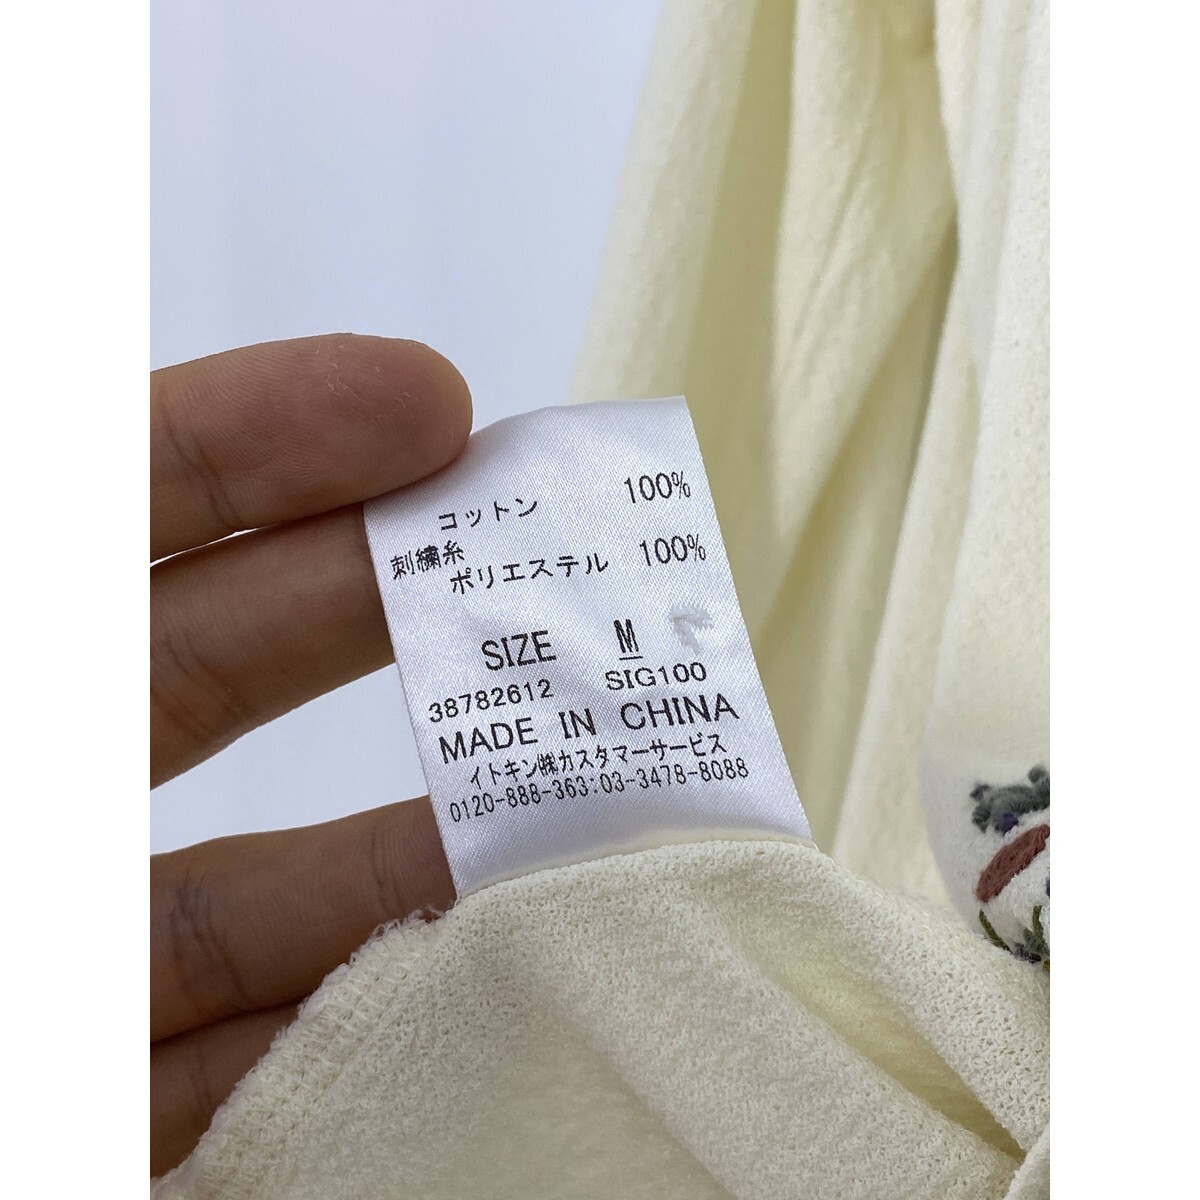 コットン 100%
刺繍糸
ポリエステル 100%
SIZE M
38782612 SIG100
MADE IN CHINA
イトキン㈱カスタマーサービス
0120-888-363:03-3478-8088